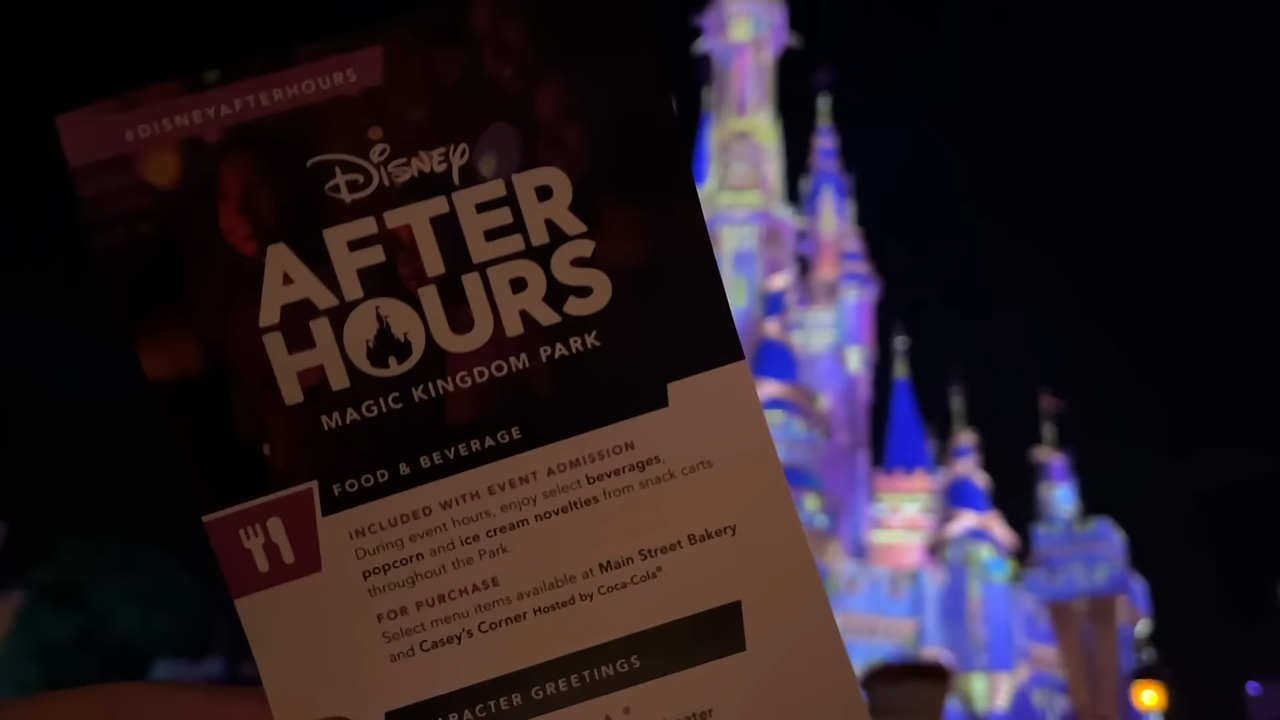 #DISNEYAFTERHOURS
Disney
AFTER
HOURS
MAGIC KINGDOM PARK
FOOD & BEVERAGE
INCLUDED WITH EVENT ADMISSION
During event hours, enjoy select beverages,
popcorn and ice cream novelties from snack carts
throughout the Park.
FOR PURCHASE
Select menu items available at Main Street Bakery
and Casey's Corner Hosted by Coca-Cola®
RACTER GREETINGS